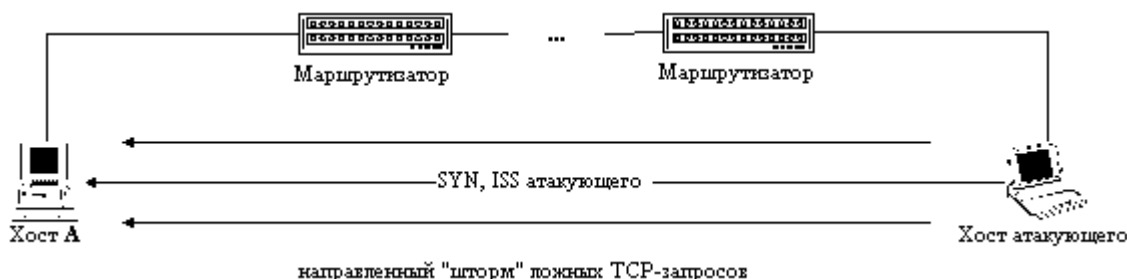 ...
Маршрутизатор
Маршрутизатор
SYN, ISS атакующего
Хост A
Хост атакующего
направленный "шторм" ложных TCP-запросов